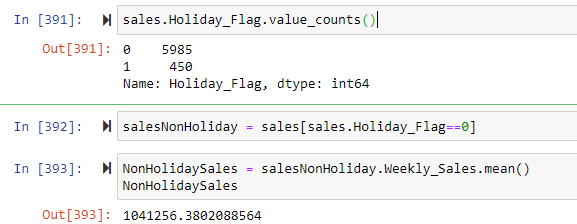 In [391]: sales.Holiday_Flag.value_counts()
Out[391]: 0    5985
1     450
Name: Holiday_Flag, dtype: int64
In [392]: salesNonHoliday = sales[sales.Holiday_Flag==0]
In [393]: NonHolidaySales = salesNonHoliday.Weekly_Sales.mean()
NonHolidaySales
Out[393]: 1041256.3802088564